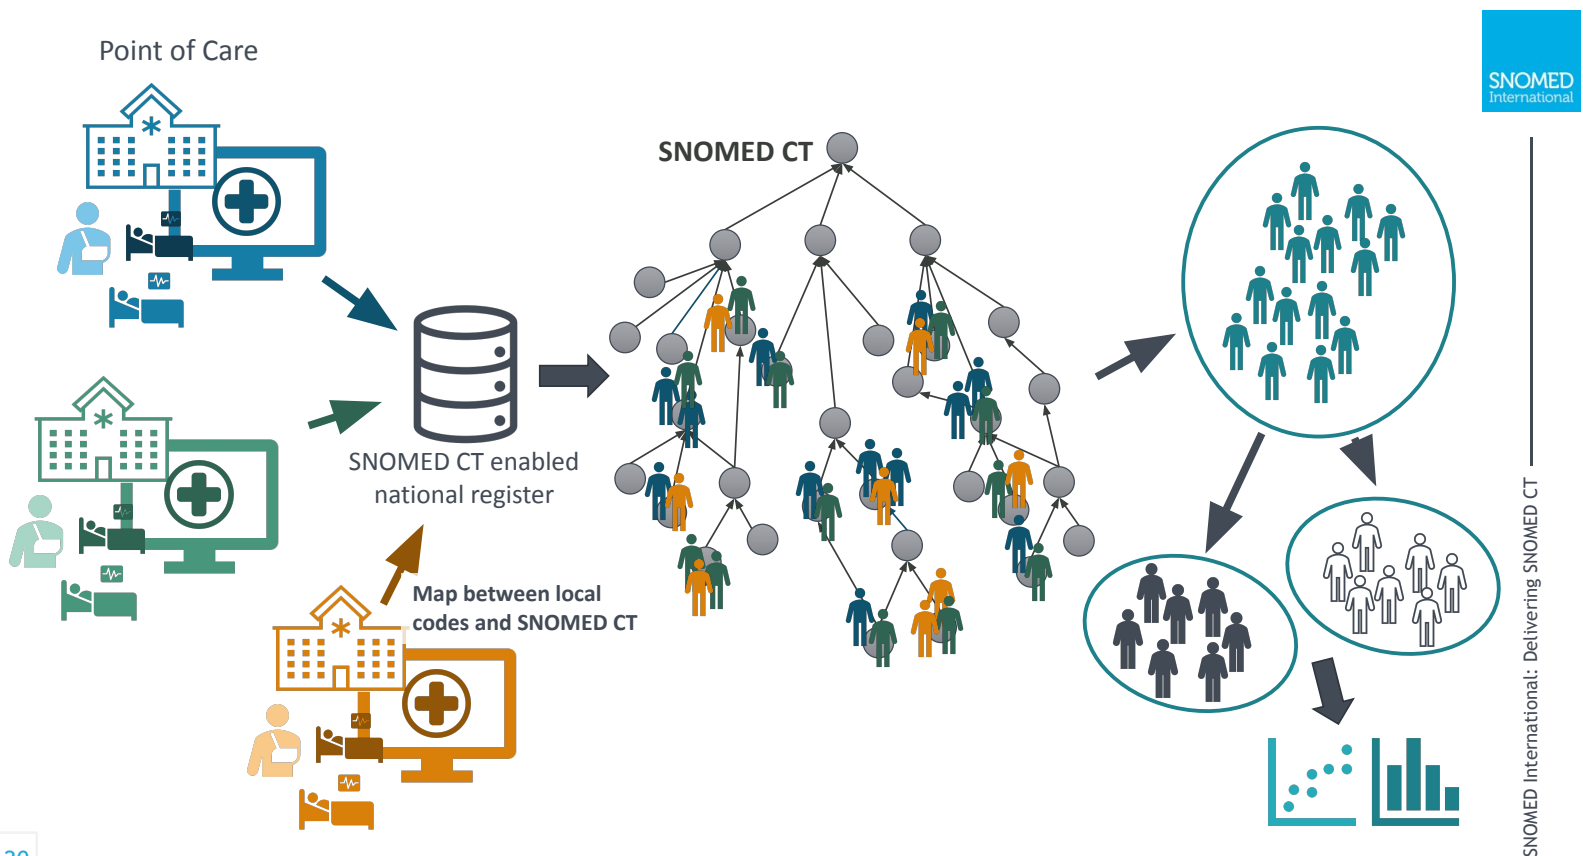 Point of Care
SNOMED
International
SNOMED CT
SNOMED CT enabled
national register
Map between local
codes and SNOMED CT
SNOMED International: Delivering SNOMED CT